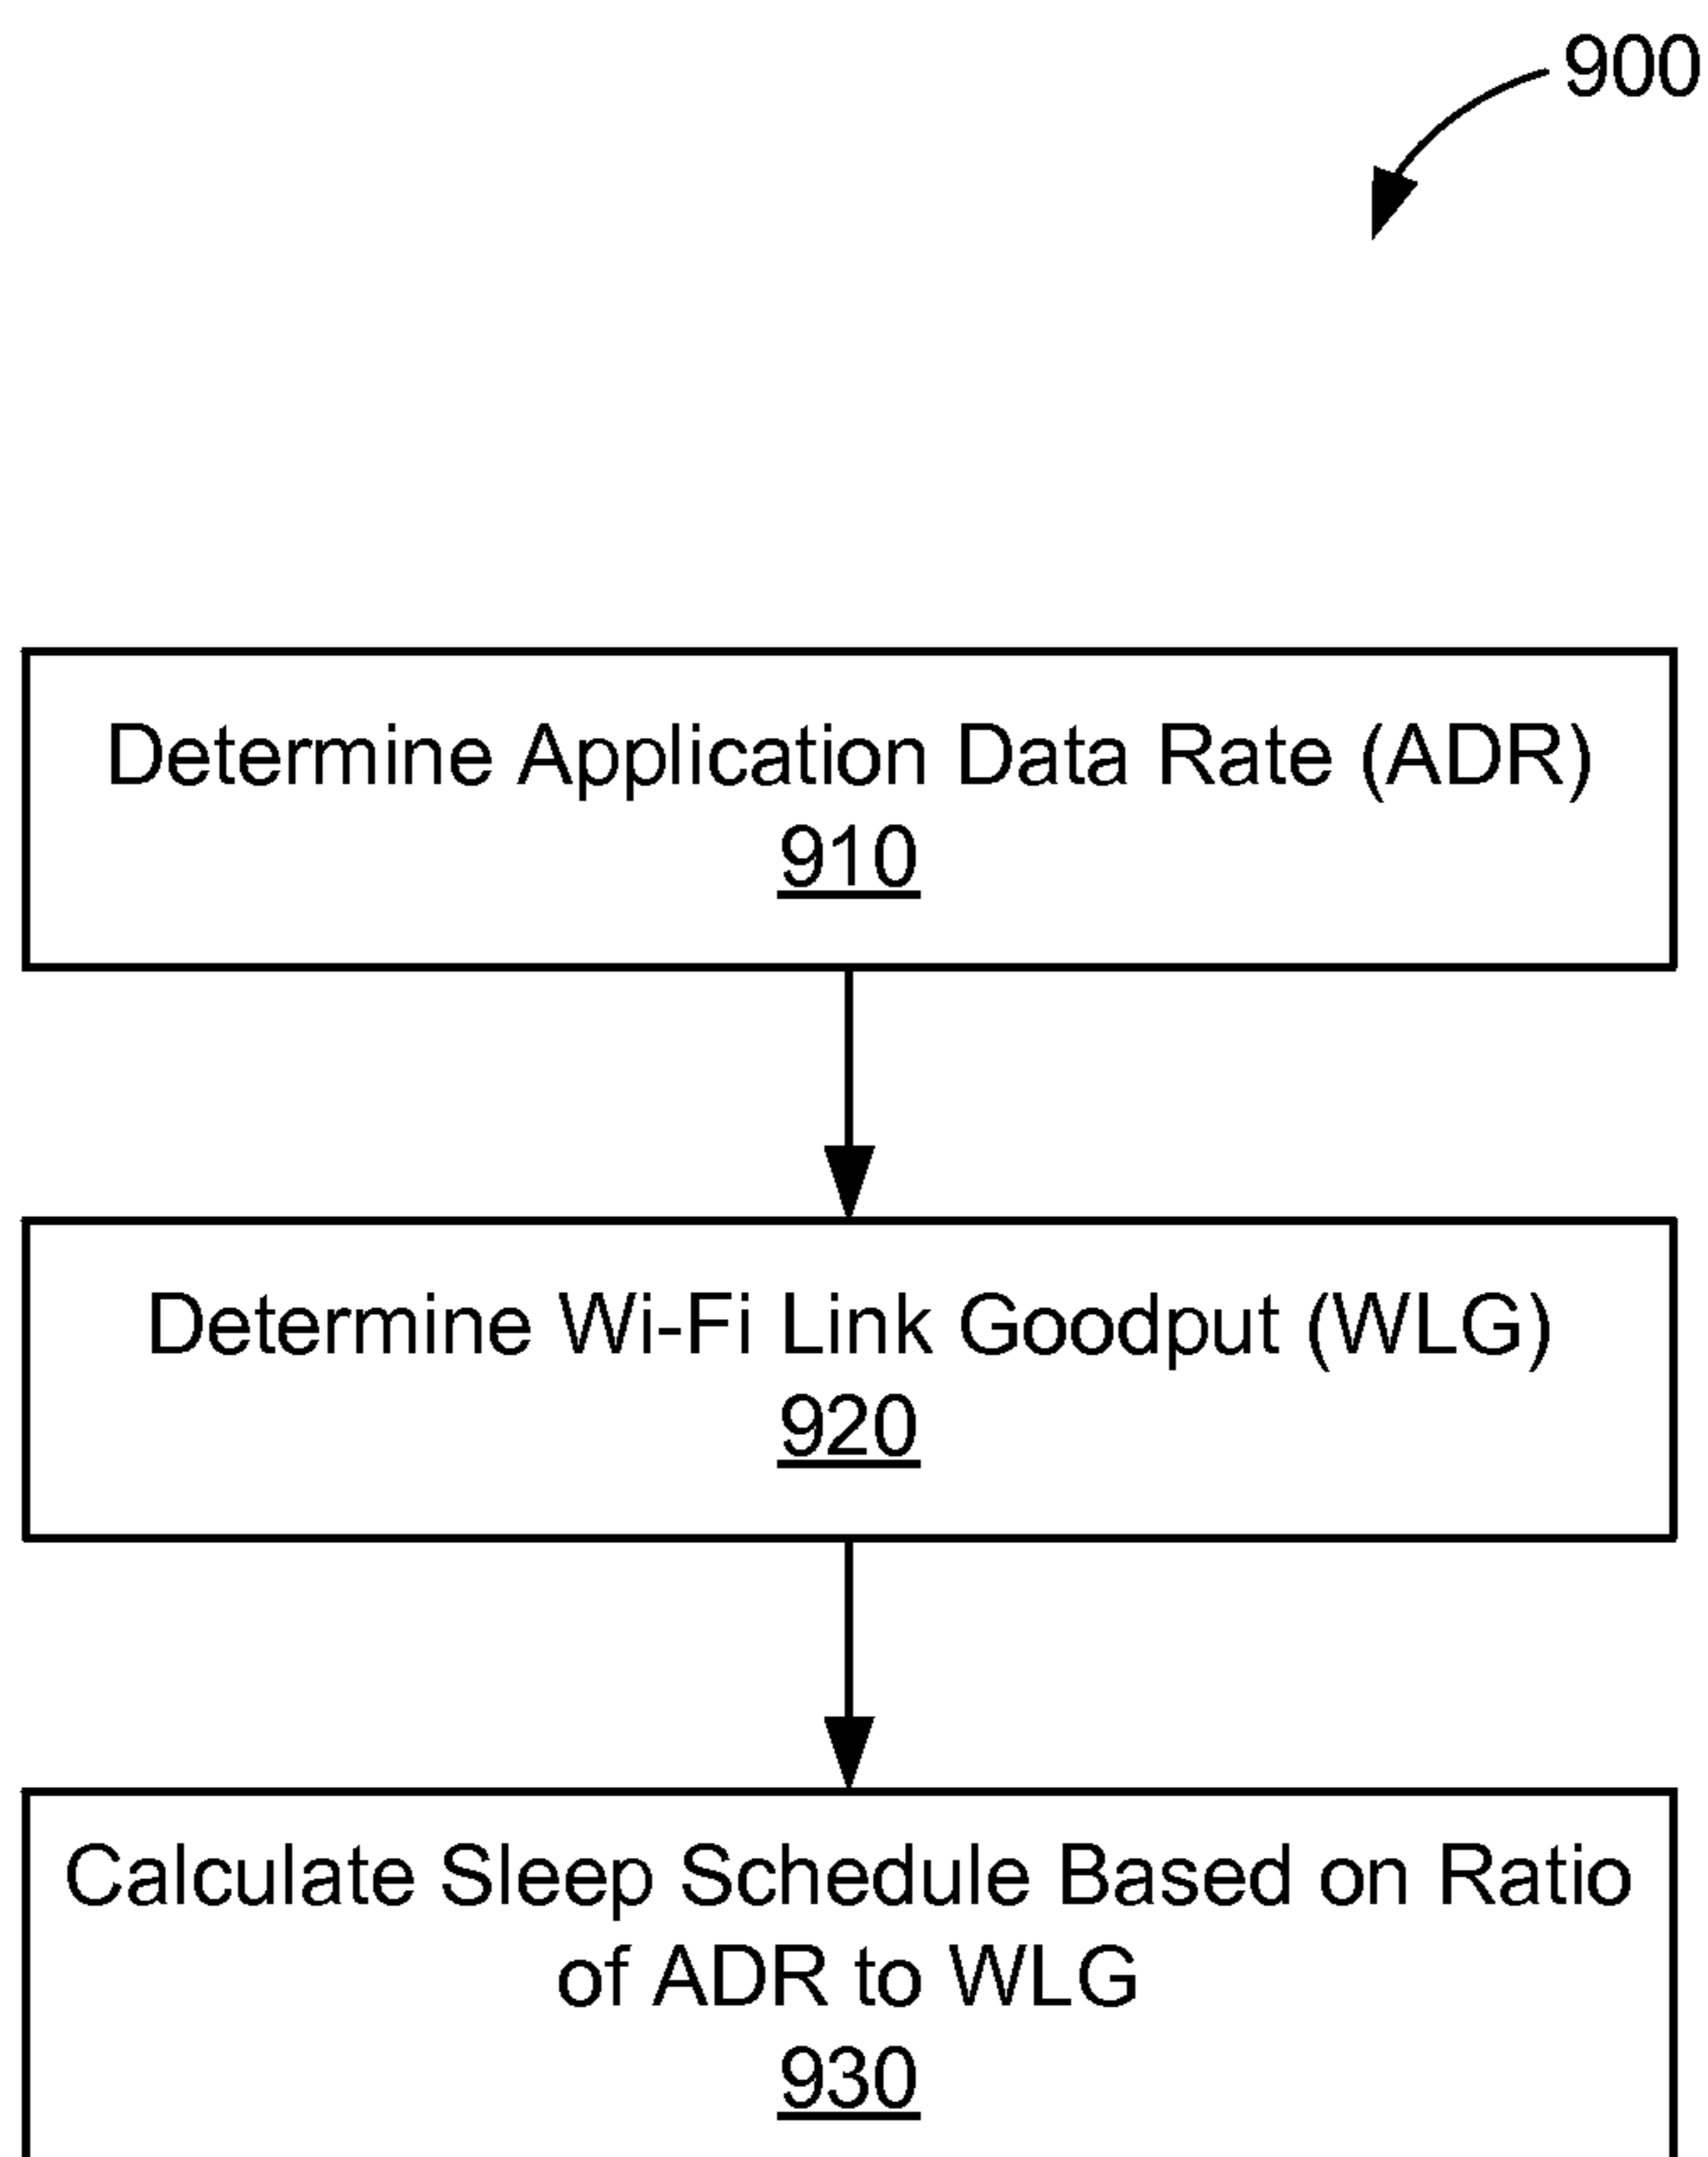 900
Determine Application Data Rate (ADR)
910
Determine Wi-Fi Link Goodput (WLG)
920
Calculate Sleep Schedule Based on Ratio
of ADR to WLG
930